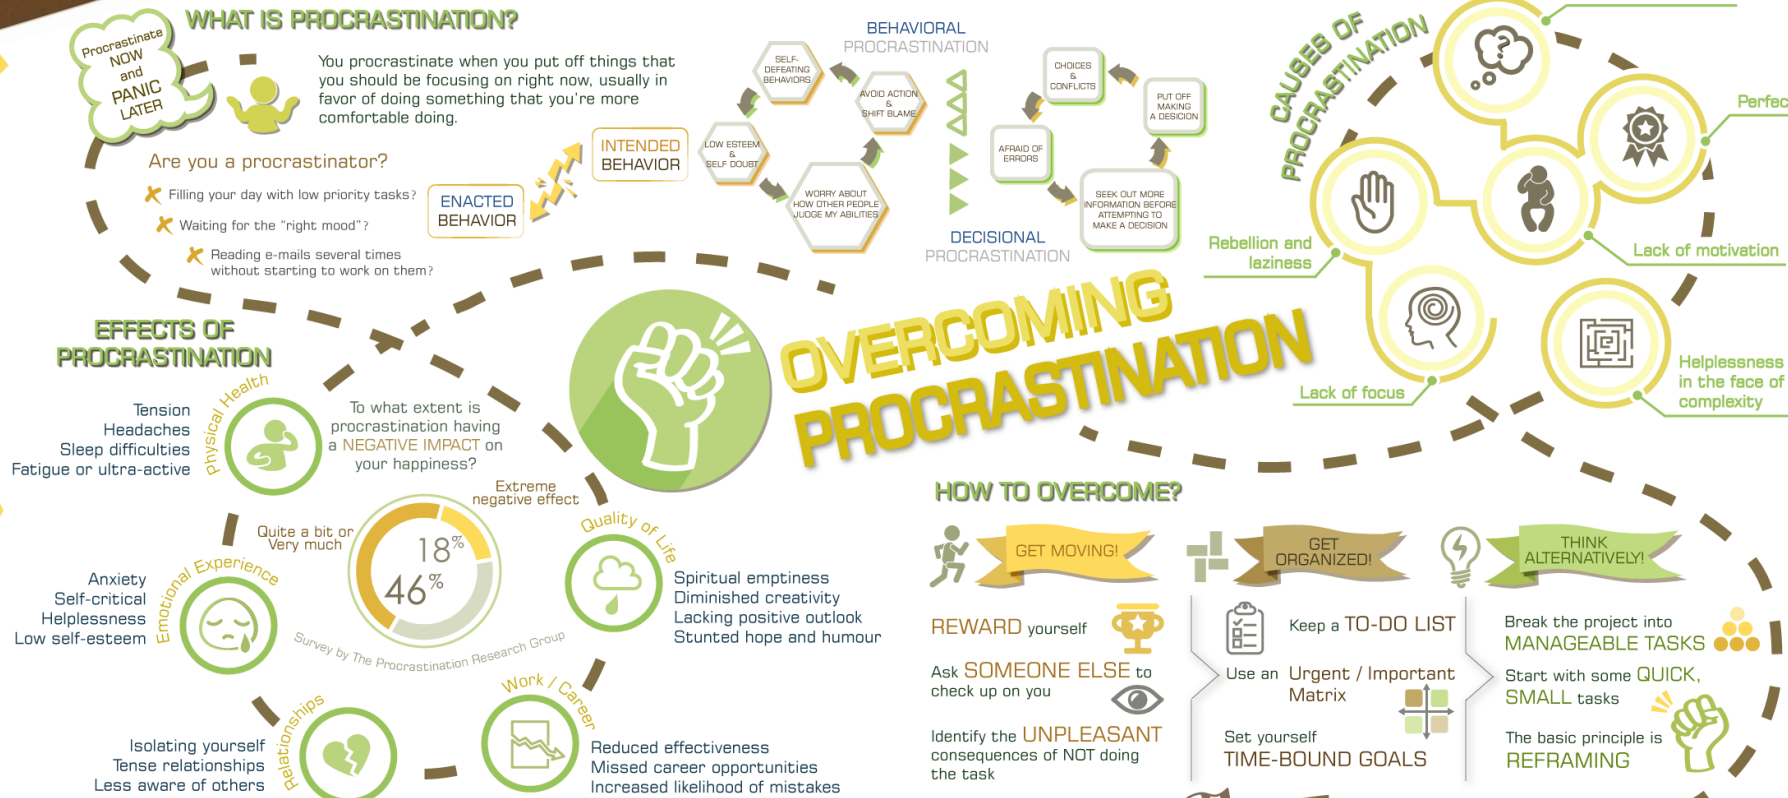 WHAT IS PROCRASTINATION?
Procrastinate
NOW
and
PANIC
LATER
You procrastinate when you put off things that
you should be focusing on right now, usually in
favor of doing something that you're more
comfortable doing.
Are you a procrastinator?
Filling your day with low priority tasks?
Waiting for the "right mood"?
Reading e-mails several times
without starting to work on them?
ENACTED
BEHAVIOR
INTENDED
BEHAVIOR
BEHAVIORAL
PROCRASTINATION
SELF-
DEFEATING
BEHAVIORS
AVOID ACTION
&
SHIFT BLAME
LOW ESTEEM
&
SELF DOUBT
WORRY ABOUT
HOW OTHER PEOPLE
JUDGE MY ABILITIES
CHOICES
&
CONFLICTS
PUT OFF
MAKING
A DESICION
AFRAID OF
ERRORS
SEEK OUT MORE
INFORMATION BEFORE
ATTEMPTING TO
MAKE A DECISION
DECISIONAL
PROCRASTINATION
CAUSES OF
PROCRASTINATION
Perfec
Lack of motivation
Rebellion and
laziness
Lack of focus
Helplessness
in the face of
complexity
OVERCOMING
PROCRASTINATION
EFFECTS OF
PROCRASTINATION
Physical Health
Tension
Headaches
Sleep difficulties
Fatigue or ultra-active
To what extent is
procrastination having
a NEGATIVE IMPACT on
your happiness?
Extreme
negative effect
Quite a bit or
Very much
18%
46%
Survey by The Procrastination Research Group
Emotional Experience
Anxiety
Self-critical
Helplessness
Low self-esteem
Quality of Life
Spiritual emptiness
Diminished creativity
Lacking positive outlook
Stunted hope and humour
Relationships
Isolating yourself
Tense relationships
Less aware of others
Work / Career
Reduced effectiveness
Missed career opportunities
Increased likelihood of mistakes
HOW TO OVERCOME?
GET MOVING!
REWARD yourself
Ask SOMEONE ELSE to
check up on you
Identify the UNPLEASANT
consequences of NOT doing
the task
GET
ORGANIZED!
Keep a TO-DO LIST
Use an Urgent / Important
Matrix
Set yourself
TIME-BOUND GOALS
THINK
ALTERNATIVELY!
Break the project into
MANAGEABLE TASKS
Start with some QUICK,
SMALL tasks
The basic principle is
REFRAMING